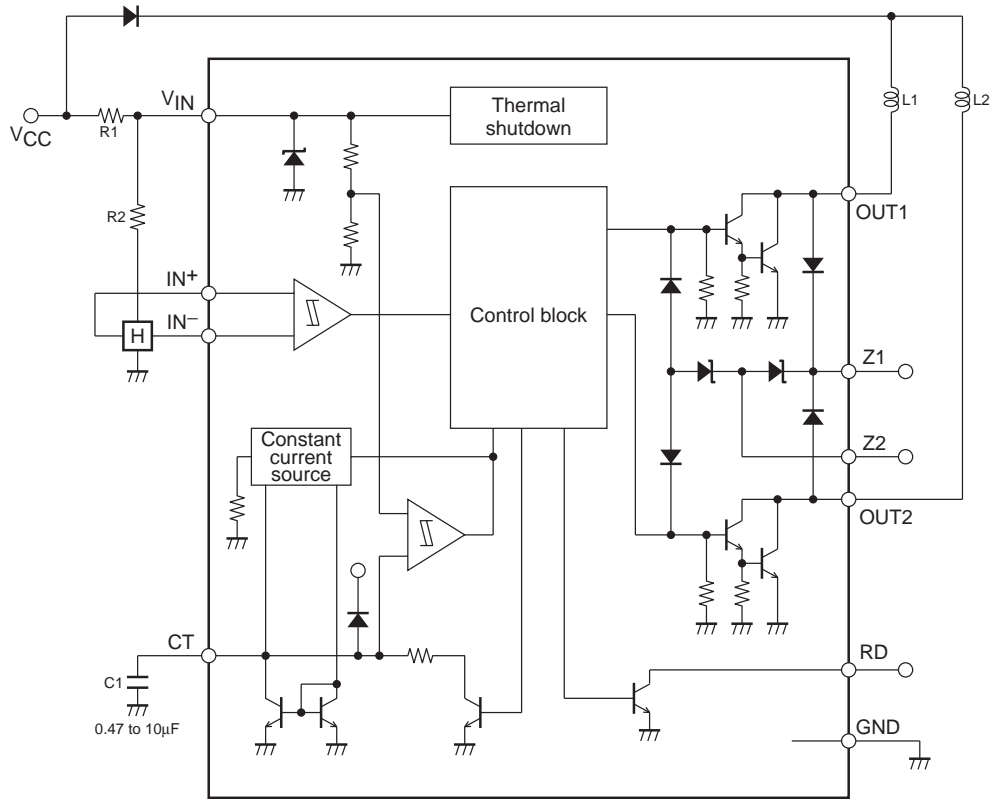 VIN
Thermal
shutdown
L1
L2
VCC
R1
OUT1
R2
IN+
IN−
H
Control block
Z1
Constant
current
source
Z2
OUT2
CT
RD
C1
0.47 to 10μF
GND